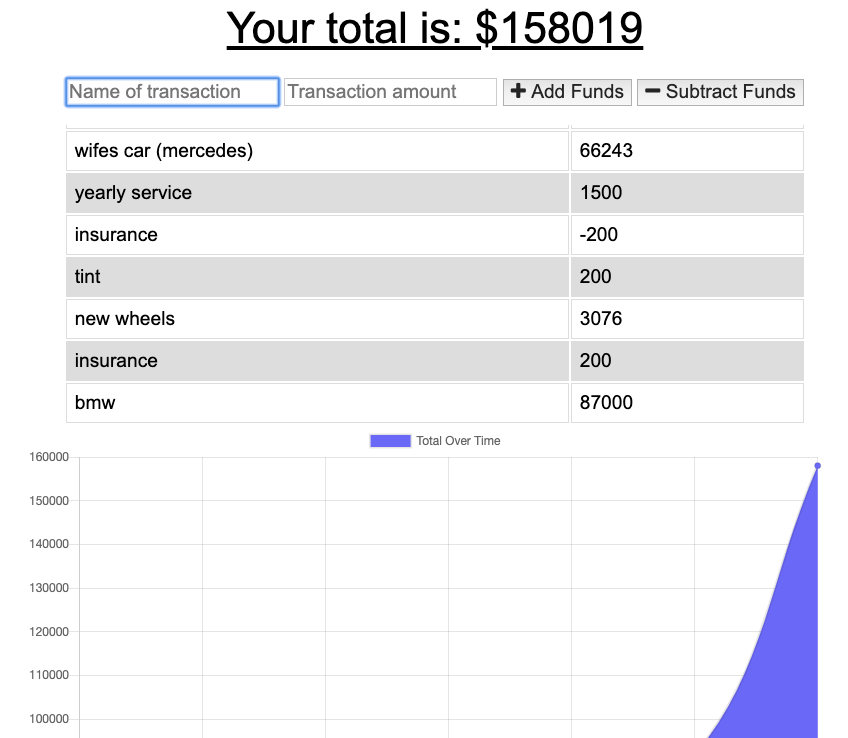 Your total is: $158019
Name of transaction Transaction amount + Add Funds − Subtract Funds
wifes car (mercedes) 66243
yearly service 1500
insurance -200
tint 200
new wheels 3076
insurance 200
bmw 87000
Total Over Time
160000
150000
140000
130000
120000
110000
100000